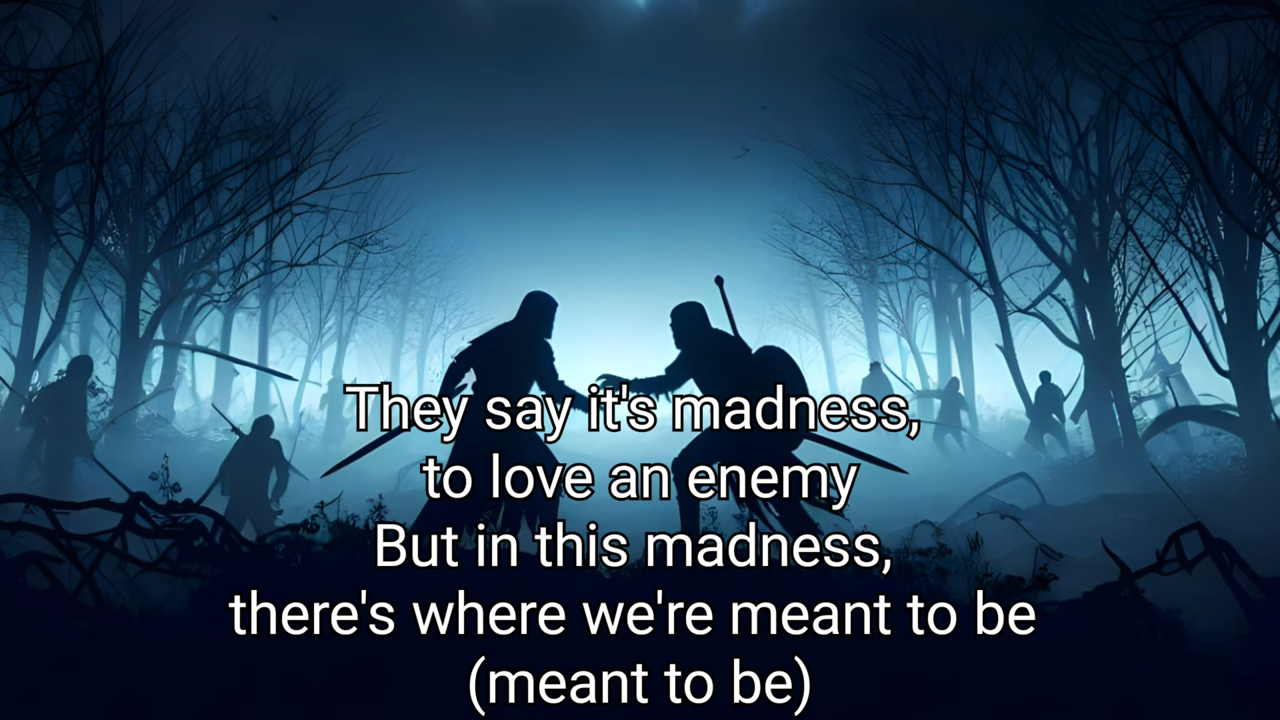 They say it's madness,
to love an enemy
But in this madness,
there's where we're meant to be
(meant to be)